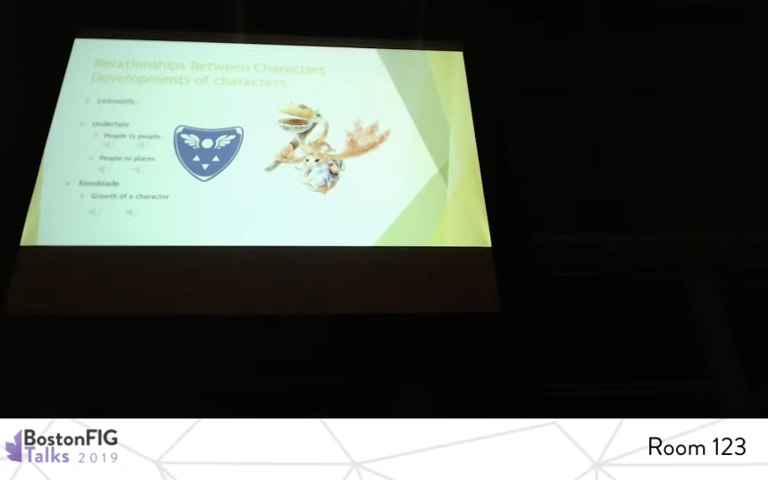 Relationships Between Characters
Developments of characters
Leitmotifs
Undertale
People to people
People to places
Xenoblade
Growth of a character
BostonFIG
Talks 2019
Room 123